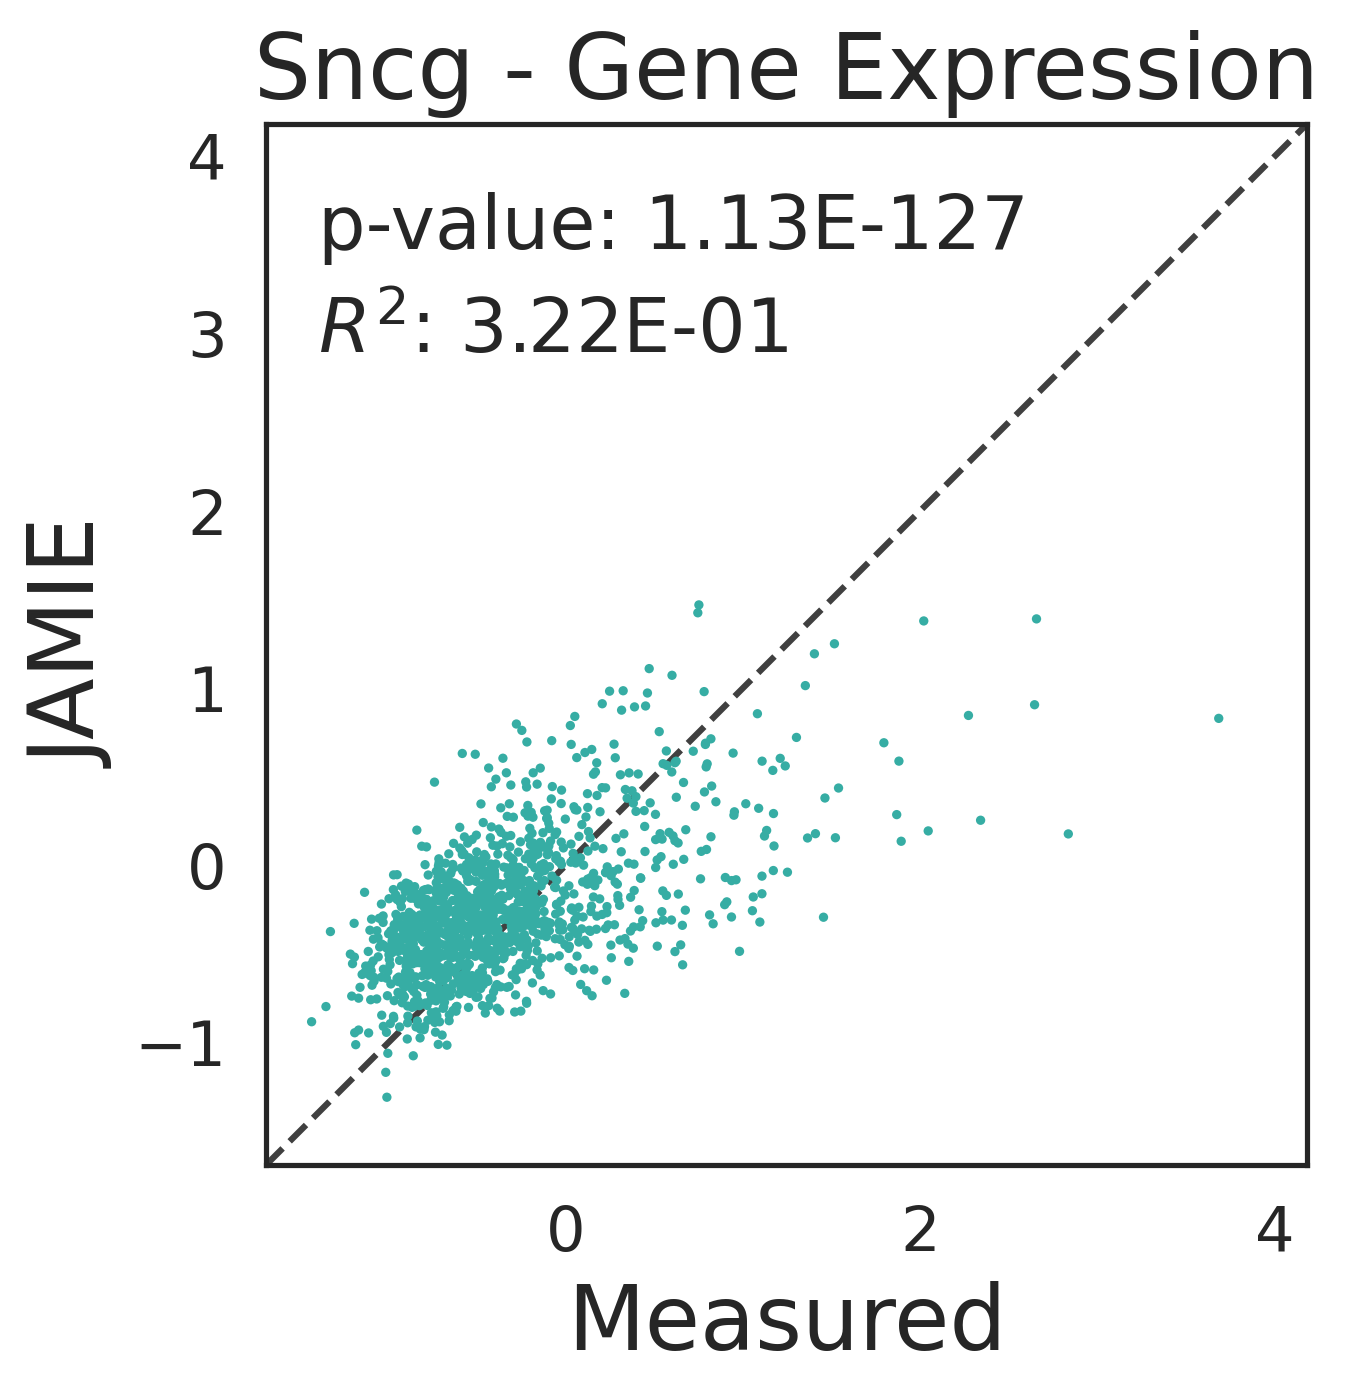 Sncg - Gene Expression
4
p-value: 1.13E-127
R²: 3.22E-01
3
2
1
0
−1
JAMIE
0 2 4
Measured